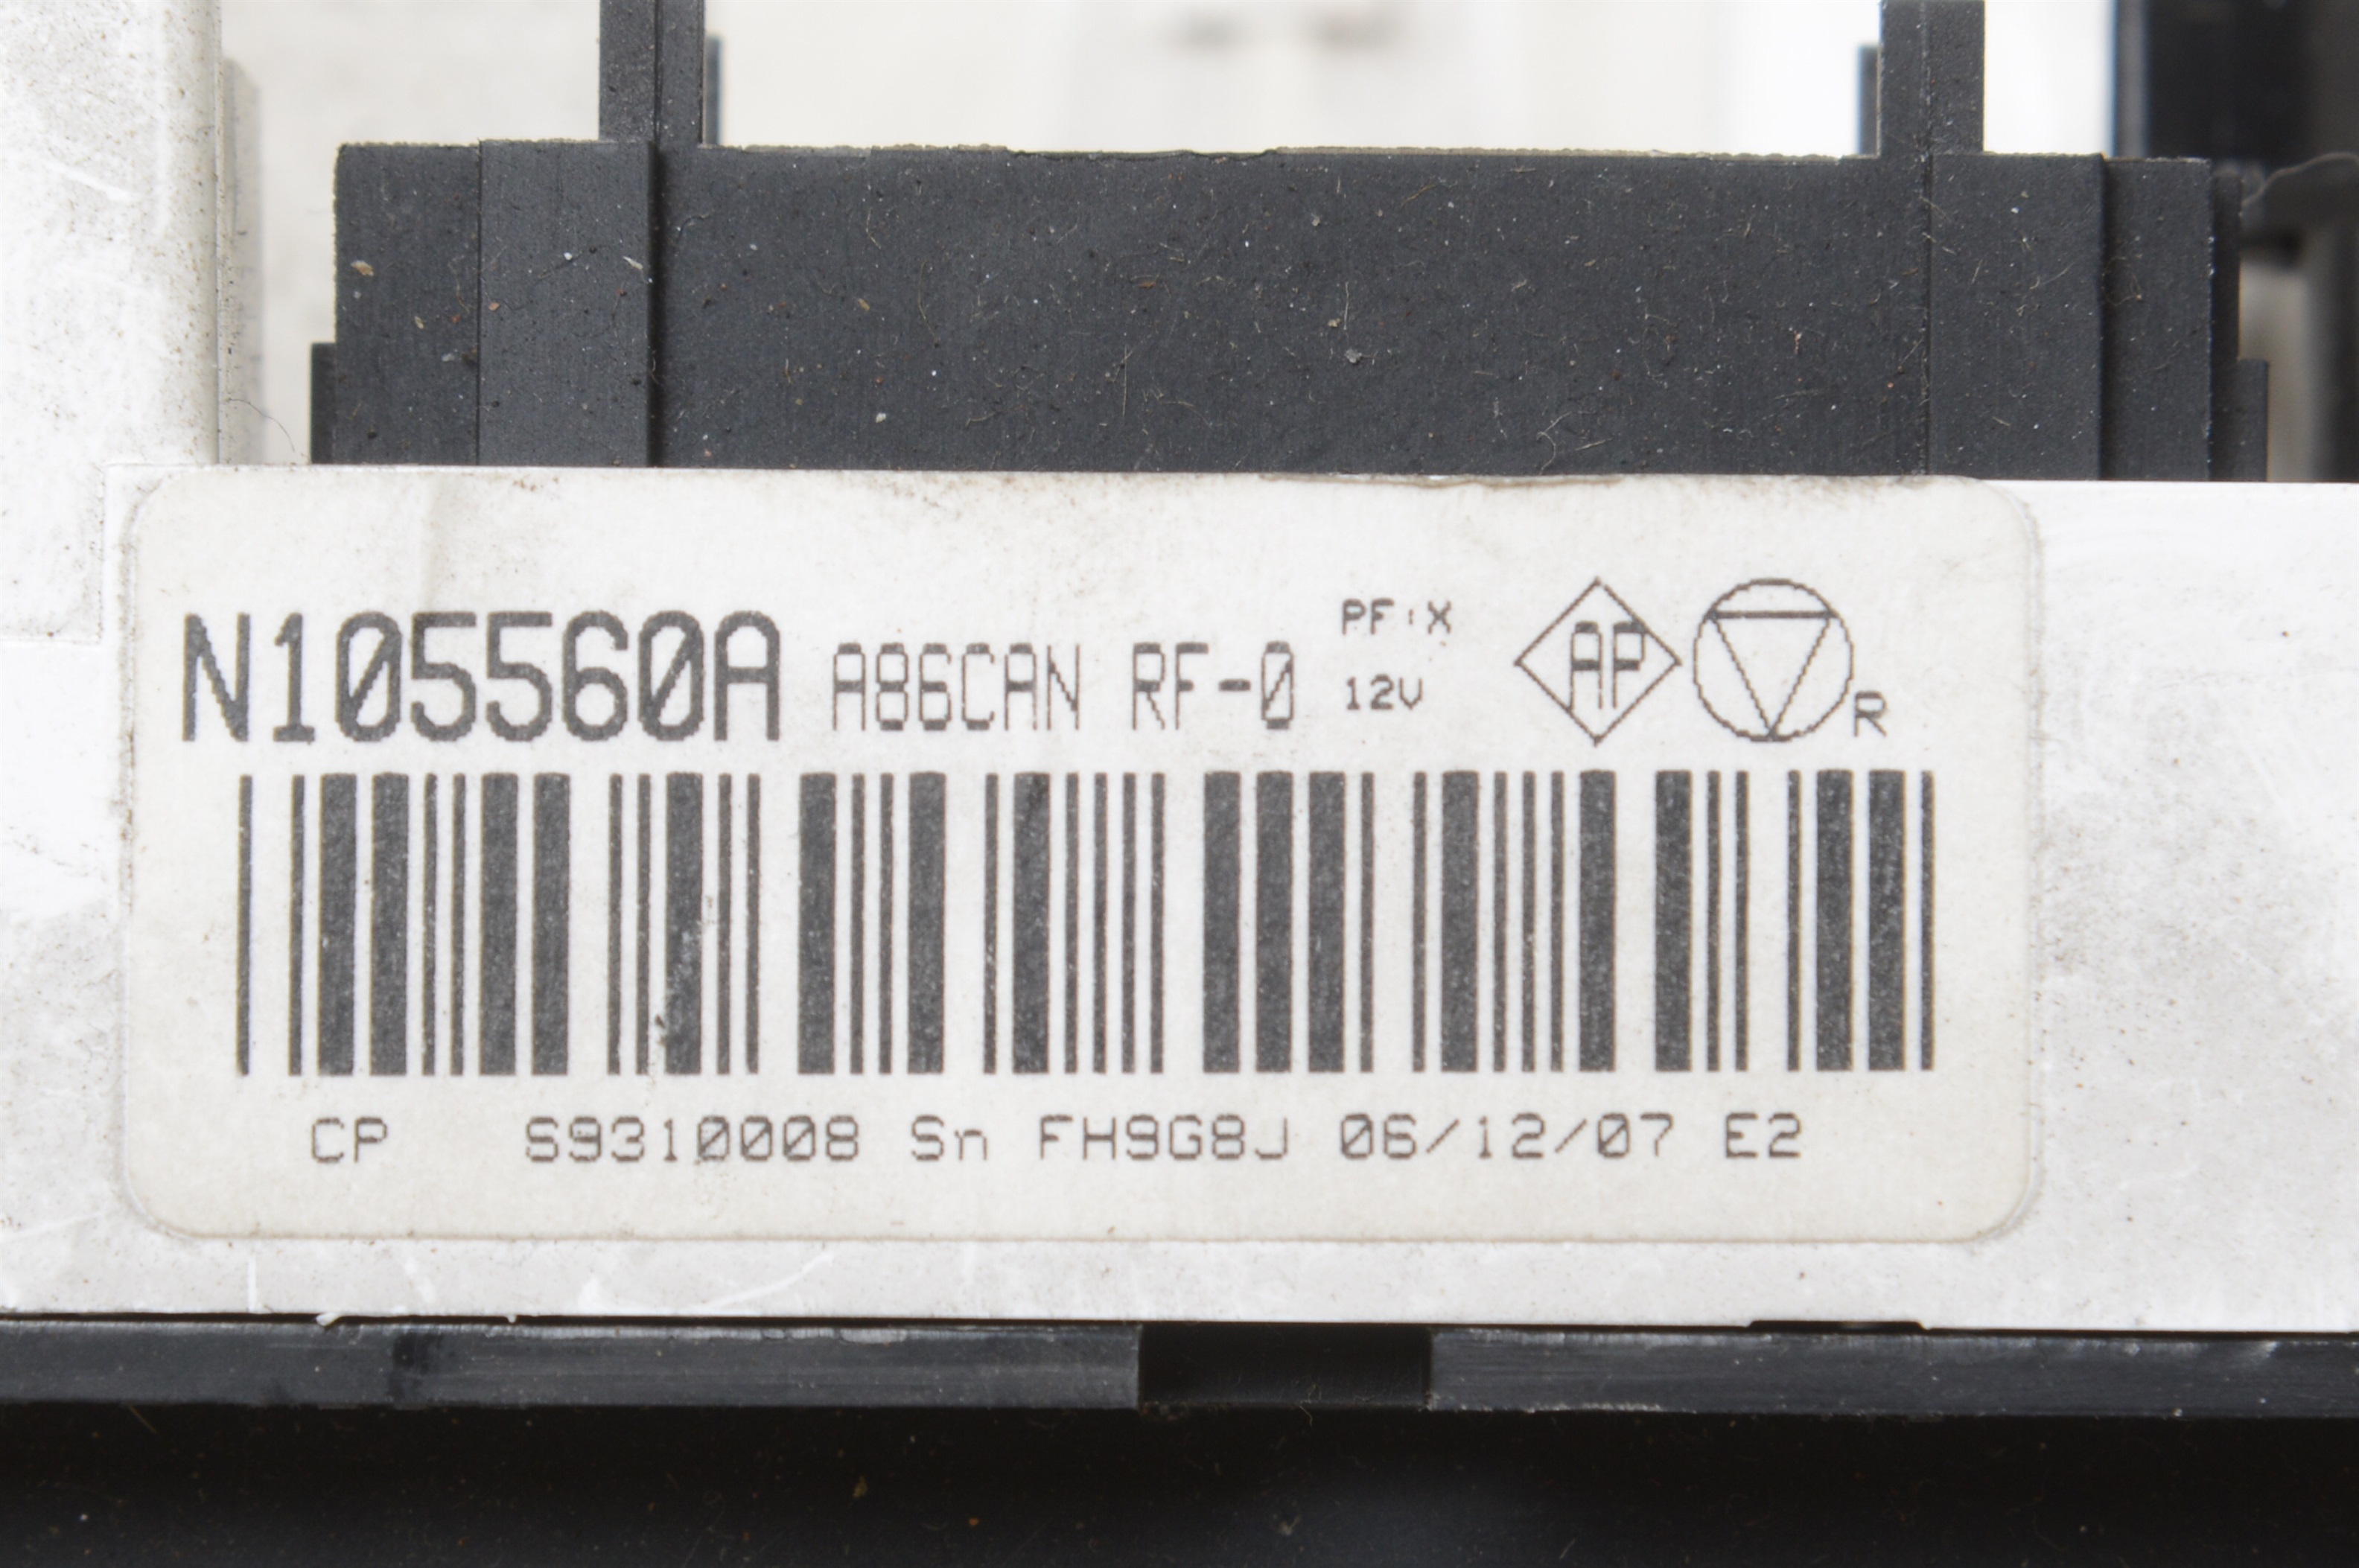 N105560A A86CAN RF-0 PF:X
12V
AP R
CP S9310008 Sn FH9G8J 06/12/07 E2